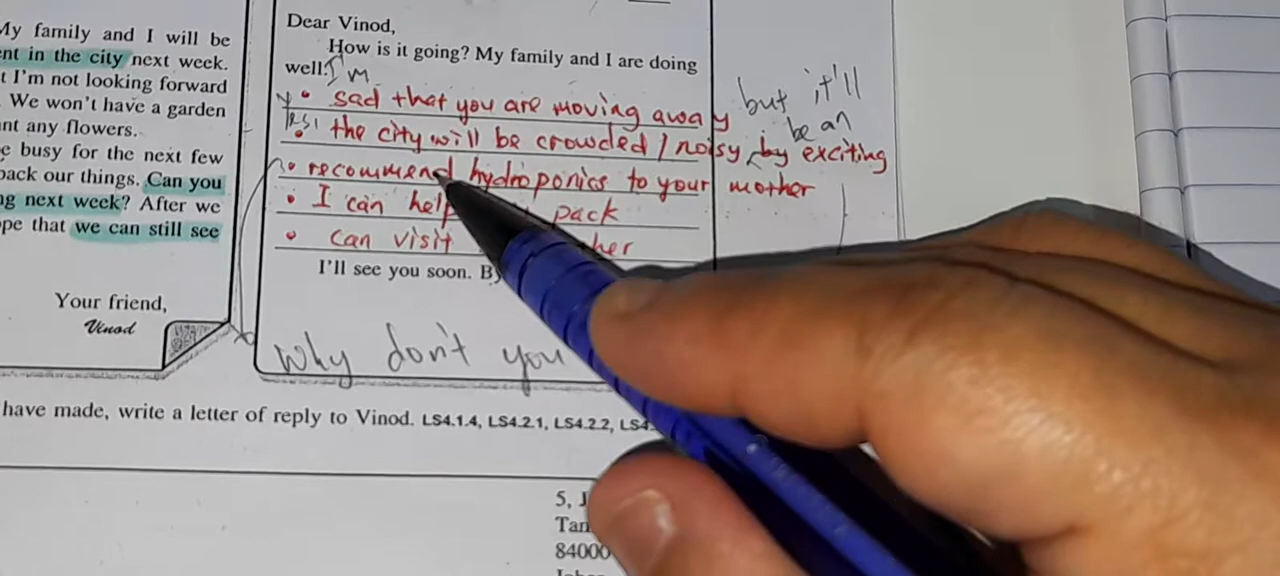 My family and I will be
nt in the city next week.
t I'm not looking forward
We won't have a garden
nt any flowers.
e busy for the next few
pack our things. Can you
ng next week? After we
pe that we can still see
Your friend,
Vinod
Dear Vinod,
How is it going? My family and I are doing
well. I'm
• sad that you are moving away but it'll
be an
• the city will be crowded / noisy, by exciting
• recommend hydroponics to your mother
• I can help pack
• can visit her
I'll see you soon. B
Why don't you
have made, write a letter of reply to Vinod. LS4.1.4, LS4.2.1, LS4.2.2, LS4.
5, J
Tan
84000